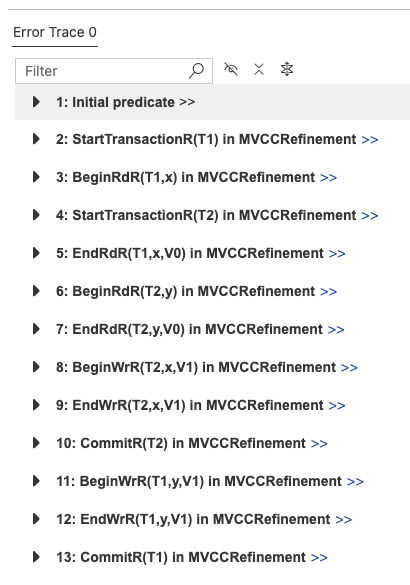 Error Trace 0
Filter
1: Initial predicate >>
2: StartTransactionR(T1) in MVCCRefinement >>
3: BeginRdR(T1,x) in MVCCRefinement >>
4: StartTransactionR(T2) in MVCCRefinement >>
5: EndRdR(T1,x,V0) in MVCCRefinement >>
6: BeginRdR(T2,y) in MVCCRefinement >>
7: EndRdR(T2,y,V0) in MVCCRefinement >>
8: BeginWrR(T2,x,V1) in MVCCRefinement >>
9: EndWrR(T2,x,V1) in MVCCRefinement >>
10: CommitR(T2) in MVCCRefinement >>
11: BeginWrR(T1,y,V1) in MVCCRefinement >>
12: EndWrR(T1,y,V1) in MVCCRefinement >>
13: CommitR(T1) in MVCCRefinement >>